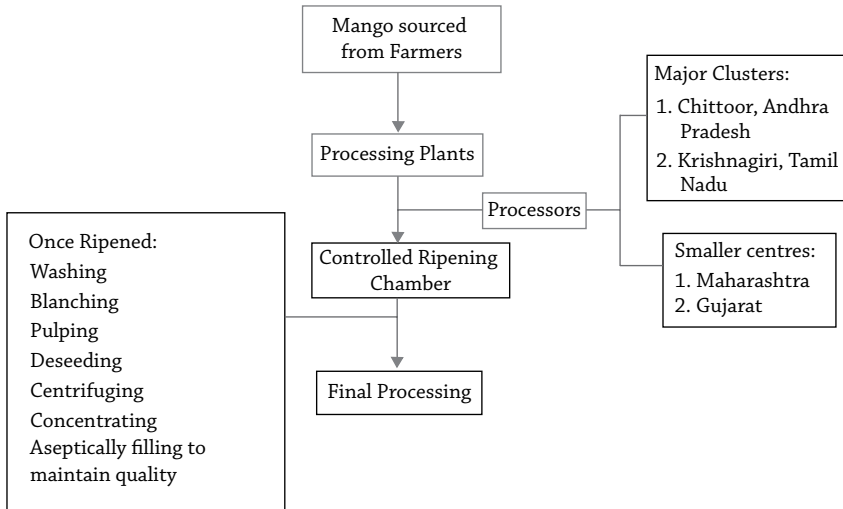 Mango sourced
from Farmers
Processing Plants
Processors
Major Clusters:
1. Chittoor, Andhra
Pradesh
2. Krishnagiri, Tamil
Nadu
Smaller centres:
1. Maharashtra
2. Gujarat
Controlled Ripening
Chamber
Once Ripened:
Washing
Blanching
Pulping
Deseeding
Centrifuging
Concentrating
Aseptically filling to
maintain quality
Final Processing